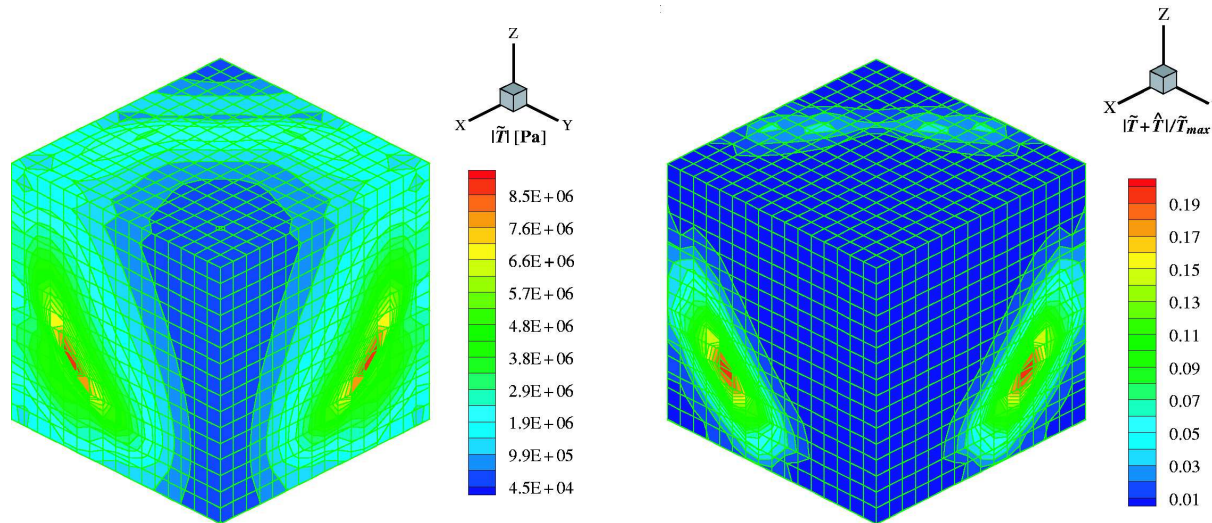 Z
X
Y
|T̃| [Pa]
8.5E+06
7.6E+06
6.6E+06
5.7E+06
4.8E+06
3.8E+06
2.9E+06
1.9E+06
9.9E+05
4.5E+04
Z
X
|T̃+T̂|/T̃max
0.19
0.17
0.15
0.13
0.11
0.09
0.07
0.05
0.03
0.01